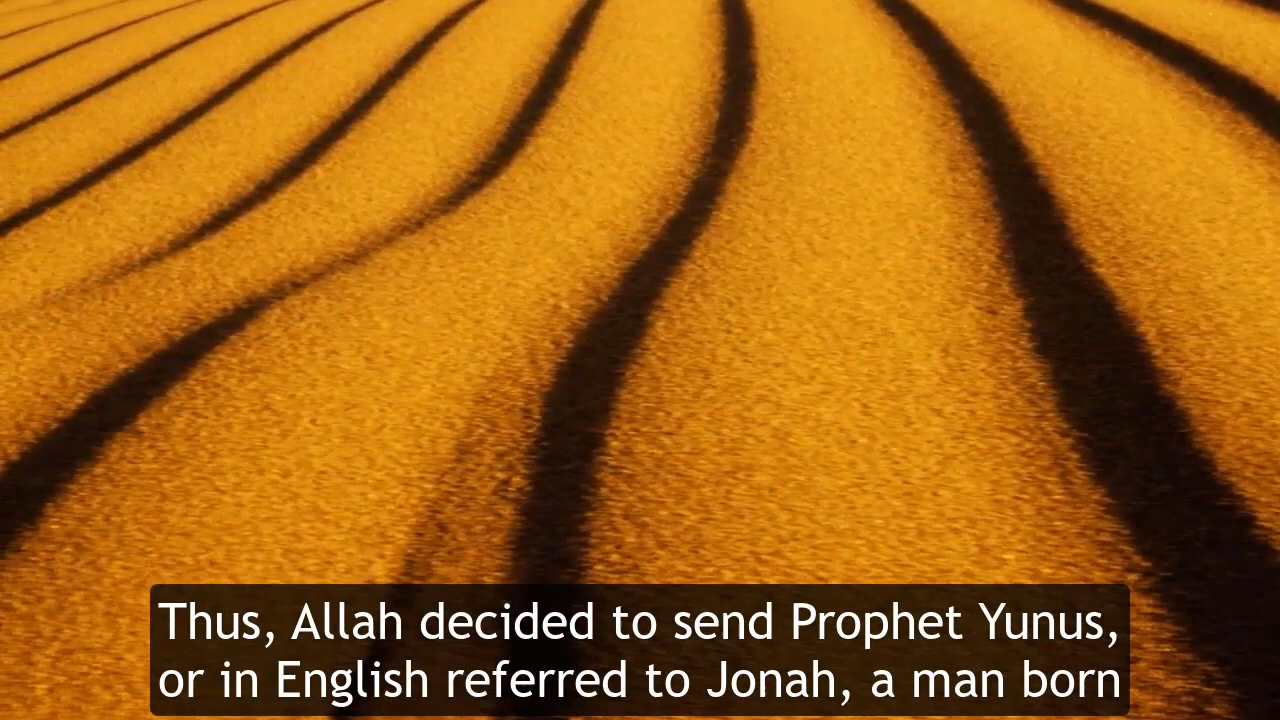 Thus, Allah decided to send Prophet Yunus,
or in English referred to Jonah, a man born